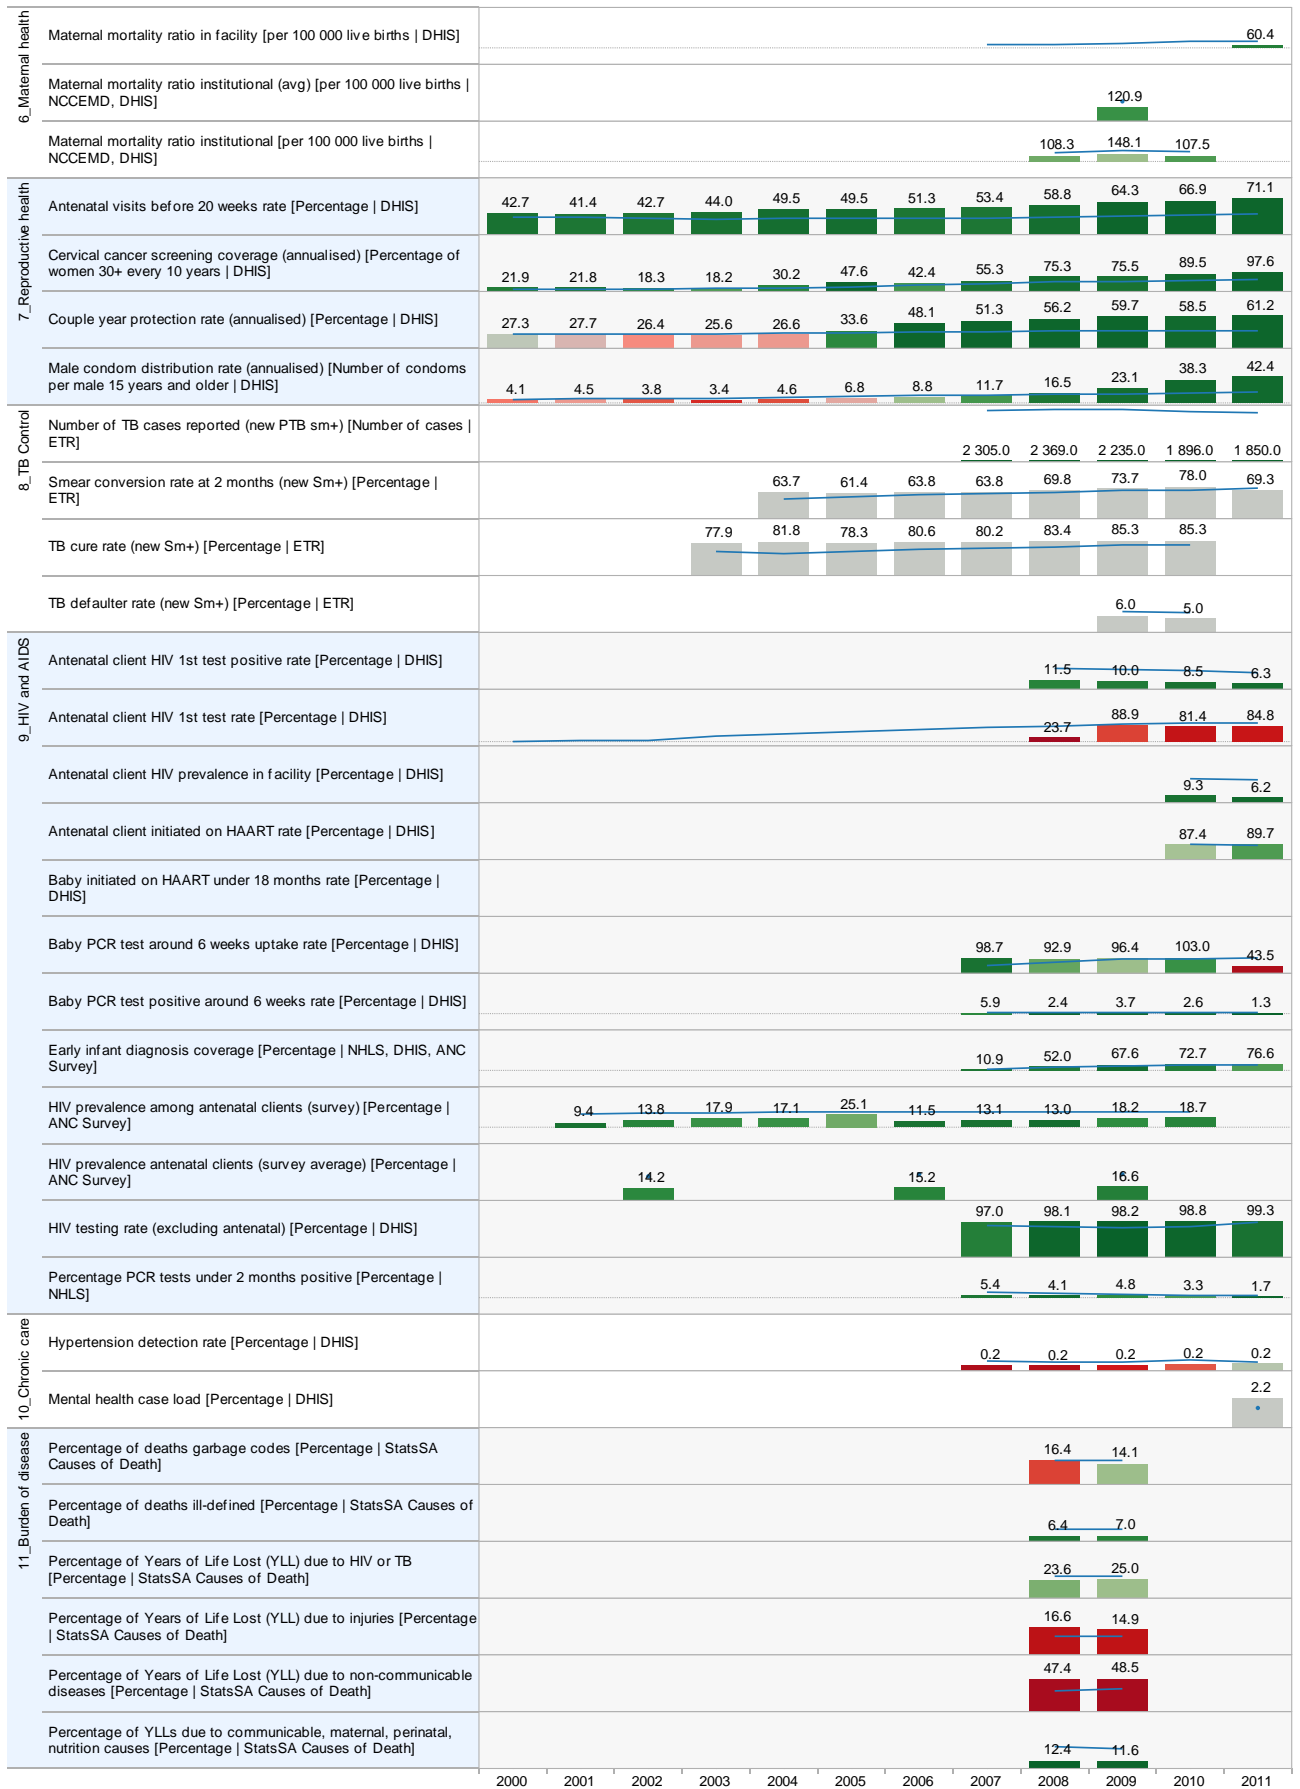 6_Maternal health
Maternal mortality ratio in facility [per 100 000 live births | DHIS]
60.4
Maternal mortality ratio institutional (avg) [per 100 000 live births |
NCCEMD, DHIS]
120.9
Maternal mortality ratio institutional [per 100 000 live births |
NCCEMD, DHIS]
108.3 148.1 107.5
7_Reproductive health
Antenatal visits before 20 weeks rate [Percentage | DHIS]
42.7 41.4 42.7 44.0 49.5 49.5 51.3 53.4 58.8 64.3 66.9 71.1
Cervical cancer screening coverage (annualised) [Percentage of
women 30+ every 10 years | DHIS]
21.9 21.8 18.3 18.2 30.2 47.6 42.4 55.3 75.3 75.5 89.5 97.6
Couple year protection rate (annualised) [Percentage | DHIS]
27.3 27.7 26.4 25.6 26.6 33.6 48.1 51.3 56.2 59.7 58.5 61.2
Male condom distribution rate (annualised) [Number of condoms
per male 15 years and older | DHIS]
4.1 4.5 3.8 3.4 4.6 6.8 8.8 11.7 16.5 23.1 38.3 42.4
8_TB Control
Number of TB cases reported (new PTB sm+) [Number of cases |
ETR]
2 305.0 2 369.0 2 235.0 1 896.0 1 850.0
Smear conversion rate at 2 months (new Sm+) [Percentage |
ETR]
63.7 61.4 63.8 63.8 69.8 73.7 78.0 69.3
TB cure rate (new Sm+) [Percentage | ETR]
77.9 81.8 78.3 80.6 80.2 83.4 85.3 85.3
TB defaulter rate (new Sm+) [Percentage | ETR]
6.0 5.0
9_HIV and AIDS
Antenatal client HIV 1st test positive rate [Percentage | DHIS]
11.5 10.0 8.5 6.3
Antenatal client HIV 1st test rate [Percentage | DHIS]
23.7 88.9 81.4 84.8
Antenatal client HIV prevalence in facility [Percentage | DHIS]
9.3 6.2
Antenatal client initiated on HAART rate [Percentage | DHIS]
87.4 89.7
Baby initiated on HAART under 18 months rate [Percentage |
DHIS]
Baby PCR test around 6 weeks uptake rate [Percentage | DHIS]
98.7 92.9 96.4 103.0 43.5
Baby PCR test positive around 6 weeks rate [Percentage | DHIS]
5.9 2.4 3.7 2.6 1.3
Early infant diagnosis coverage [Percentage | NHLS, DHIS, ANC
Survey]
10.9 52.0 67.6 72.7 76.6
HIV prevalence among antenatal clients (survey) [Percentage |
ANC Survey]
9.4 13.8 17.9 17.1 25.1 11.5 13.1 13.0 18.2 18.7
HIV prevalence antenatal clients (survey average) [Percentage |
ANC Survey]
14.2 15.2 16.6
HIV testing rate (excluding antenatal) [Percentage | DHIS]
97.0 98.1 98.2 98.8 99.3
Percentage PCR tests under 2 months positive [Percentage |
NHLS]
5.4 4.1 4.8 3.3 1.7
10_Chronic care
Hypertension detection rate [Percentage | DHIS]
0.2 0.2 0.2 0.2 0.2
Mental health case load [Percentage | DHIS]
2.2
11_Burden of disease
Percentage of deaths garbage codes [Percentage | StatsSA
Causes of Death]
16.4 14.1
Percentage of deaths ill-defined [Percentage | StatsSA Causes of
Death]
6.4 7.0
Percentage of Years of Life Lost (YLL) due to HIV or TB
[Percentage | StatsSA Causes of Death]
23.6 25.0
Percentage of Years of Life Lost (YLL) due to injuries [Percentage
| StatsSA Causes of Death]
16.6 14.9
Percentage of Years of Life Lost (YLL) due to non-communicable
diseases [Percentage | StatsSA Causes of Death]
47.4 48.5
Percentage of YLLs due to communicable, maternal, perinatal,
nutrition causes [Percentage | StatsSA Causes of Death]
12.4 11.6
2000 2001 2002 2003 2004 2005 2006 2007 2008 2009 2010 2011